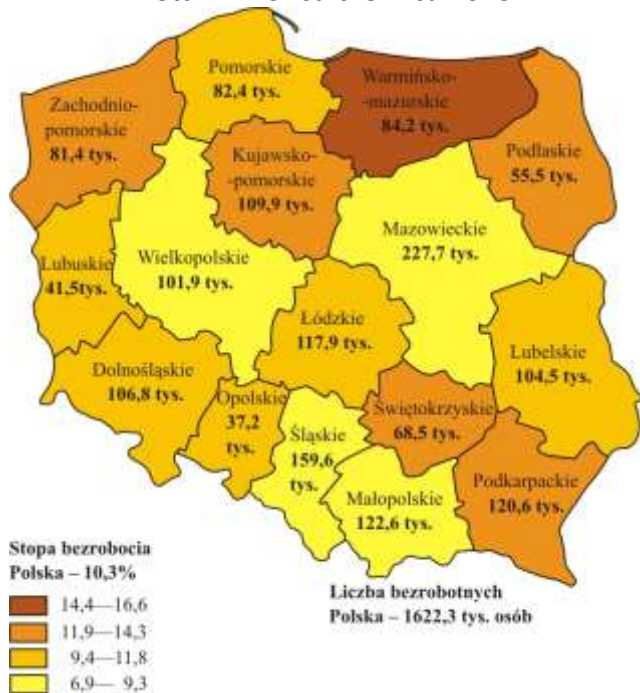 Pomorskie
82,4 tys.
Warmińsko-
-mazurskie
84,2 tys.
Zachodnio-
pomorskie
81,4 tys.
Kujawsko-
-pomorskie
109,9 tys.
Podlaskie
55,5 tys.
Mazowieckie
227,7 tys.
Wielkopolskie
101,9 tys.
Lubuskie
41,5tys.
Łódzkie
117,9 tys.
Lubelskie
104,5 tys.
Dolnośląskie
106,8 tys.
Opolskie
37,2
tys.
Śląskie
159,6
tys.
Świętokrzyskie
68,5 tys.
Małopolskie
122,6 tys.
Podkarpackie
120,6 tys.
Stopa bezrobocia
Polska – 10,3%
14,4—16,6
11,9—14,3
9,4—11,8
6,9— 9,3
Liczba bezrobotnych
Polska – 1622,3 tys. osób